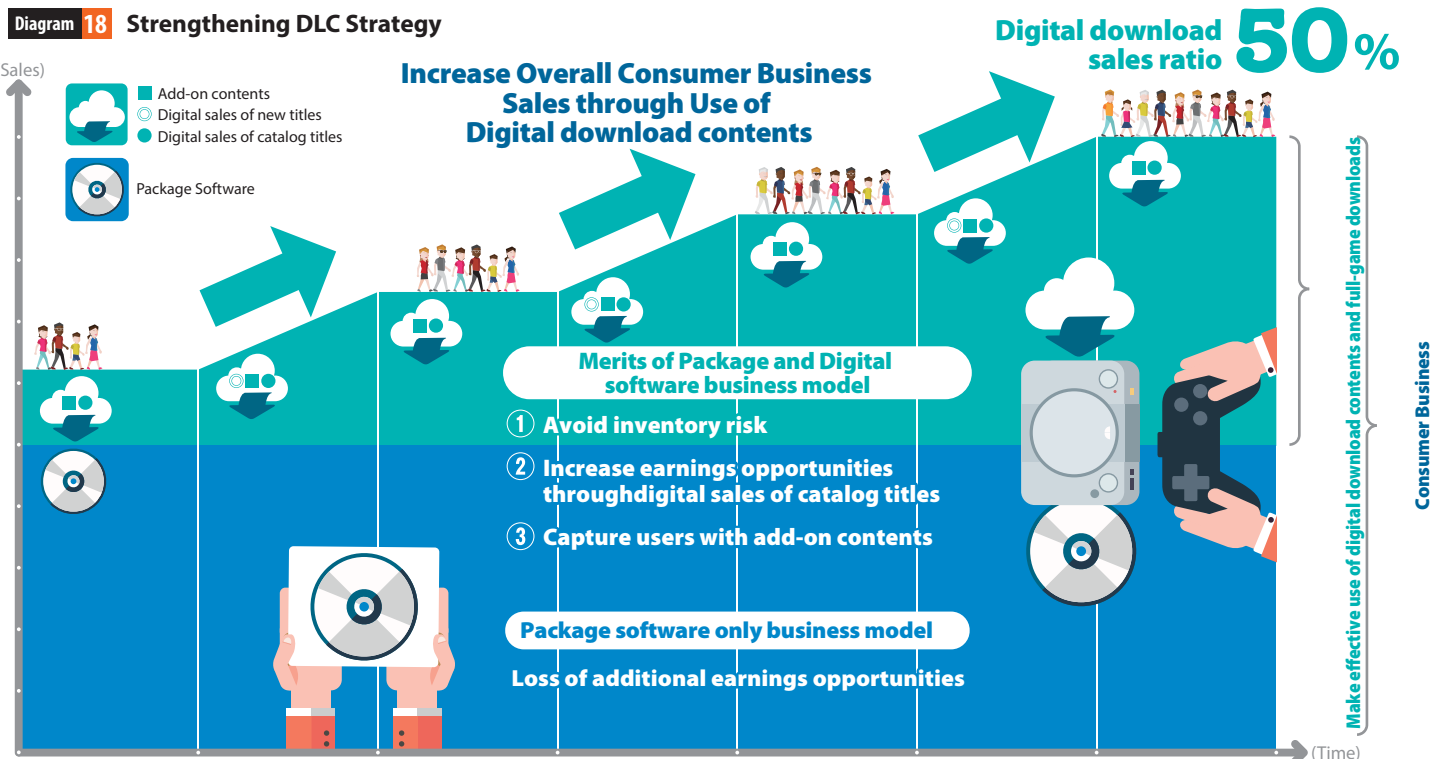 Diagram 18 Strengthening DLC Strategy
Digital download
sales ratio 50%
Sales)
Add-on contents
Digital sales of new titles
Digital sales of catalog titles
Package Software
Increase Overall Consumer Business
Sales through Use of
Digital download contents
Merits of Package and Digital
software business model
① Avoid inventory risk
② Increase earnings opportunities
throughdigital sales of catalog titles
③ Capture users with add-on contents
Package software only business model
Loss of additional earnings opportunities
Make effective use of digital download contents and full-game downloads
Consumer Business
(Time)